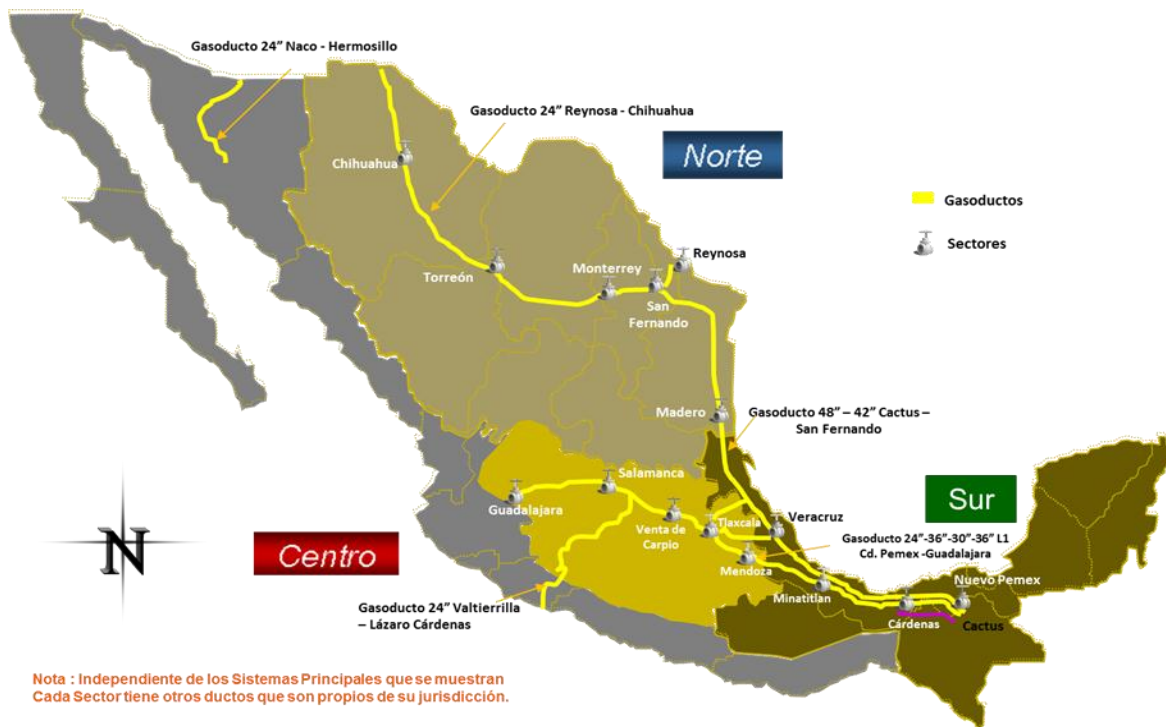 Gasoducto 24” Naco - Hermosillo
Gasoducto 24” Reynosa - Chihuahua
Norte
Chihuahua
Gasoductos
Sectores
Reynosa
Monterrey
Torreón
San
Fernando
Madero
Gasoducto 48” – 42” Cactus –
San Fernando
Salamanca
Sur
Guadalajara
Venta de
Carpio
Tlaxcala
Veracruz
Gasoducto 24”-36”-30”-36” L1
Cd. Pemex -Guadalajara
N
Centro
Mendoza
Minatitlan
Nuevo Pemex
Gasoducto 24” Valtierrilla
– Lázaro Cárdenas
Cárdenas
Cactus
Nota : Independiente de los Sistemas Principales que se muestran
Cada Sector tiene otros ductos que son propios de su jurisdicción.